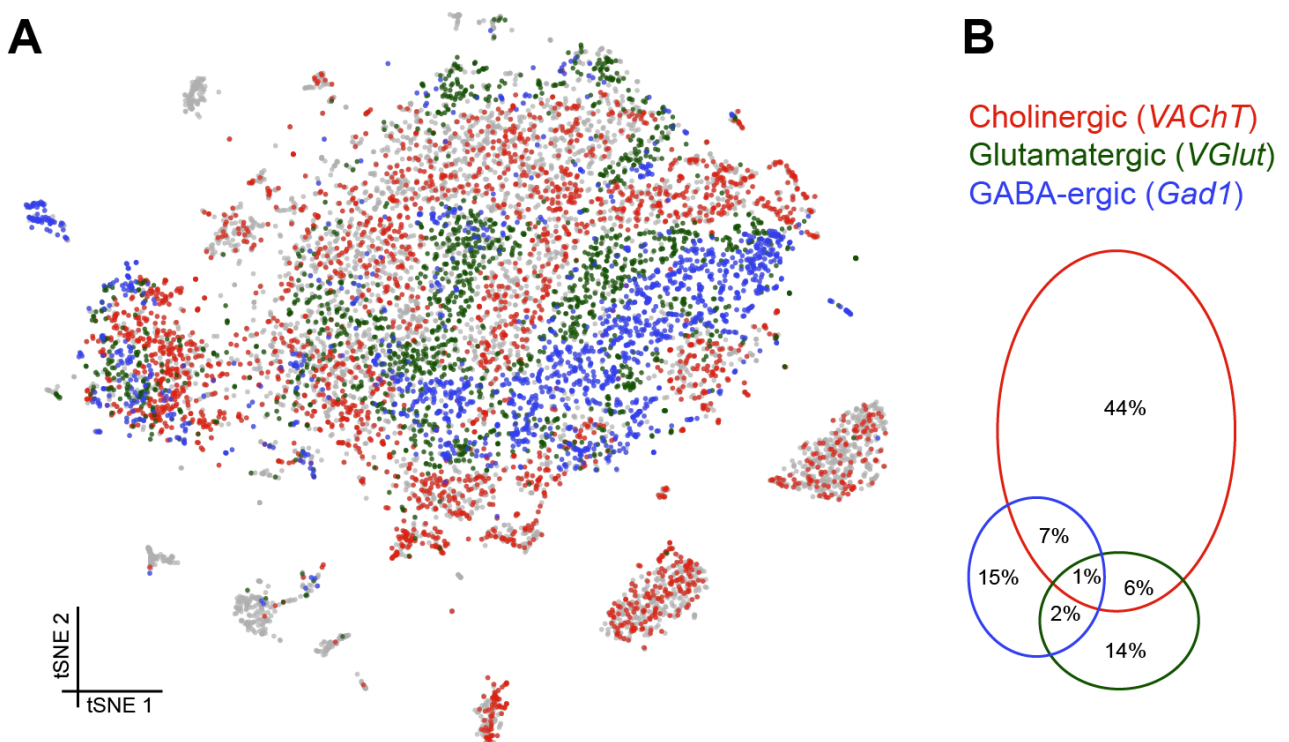 A
B
Cholinergic (VAChT)
Glutamatergic (VGlut)
GABA-ergic (Gad1)
44%
7%
15%
1%
6%
2%
14%
tSNE 2
tSNE 1